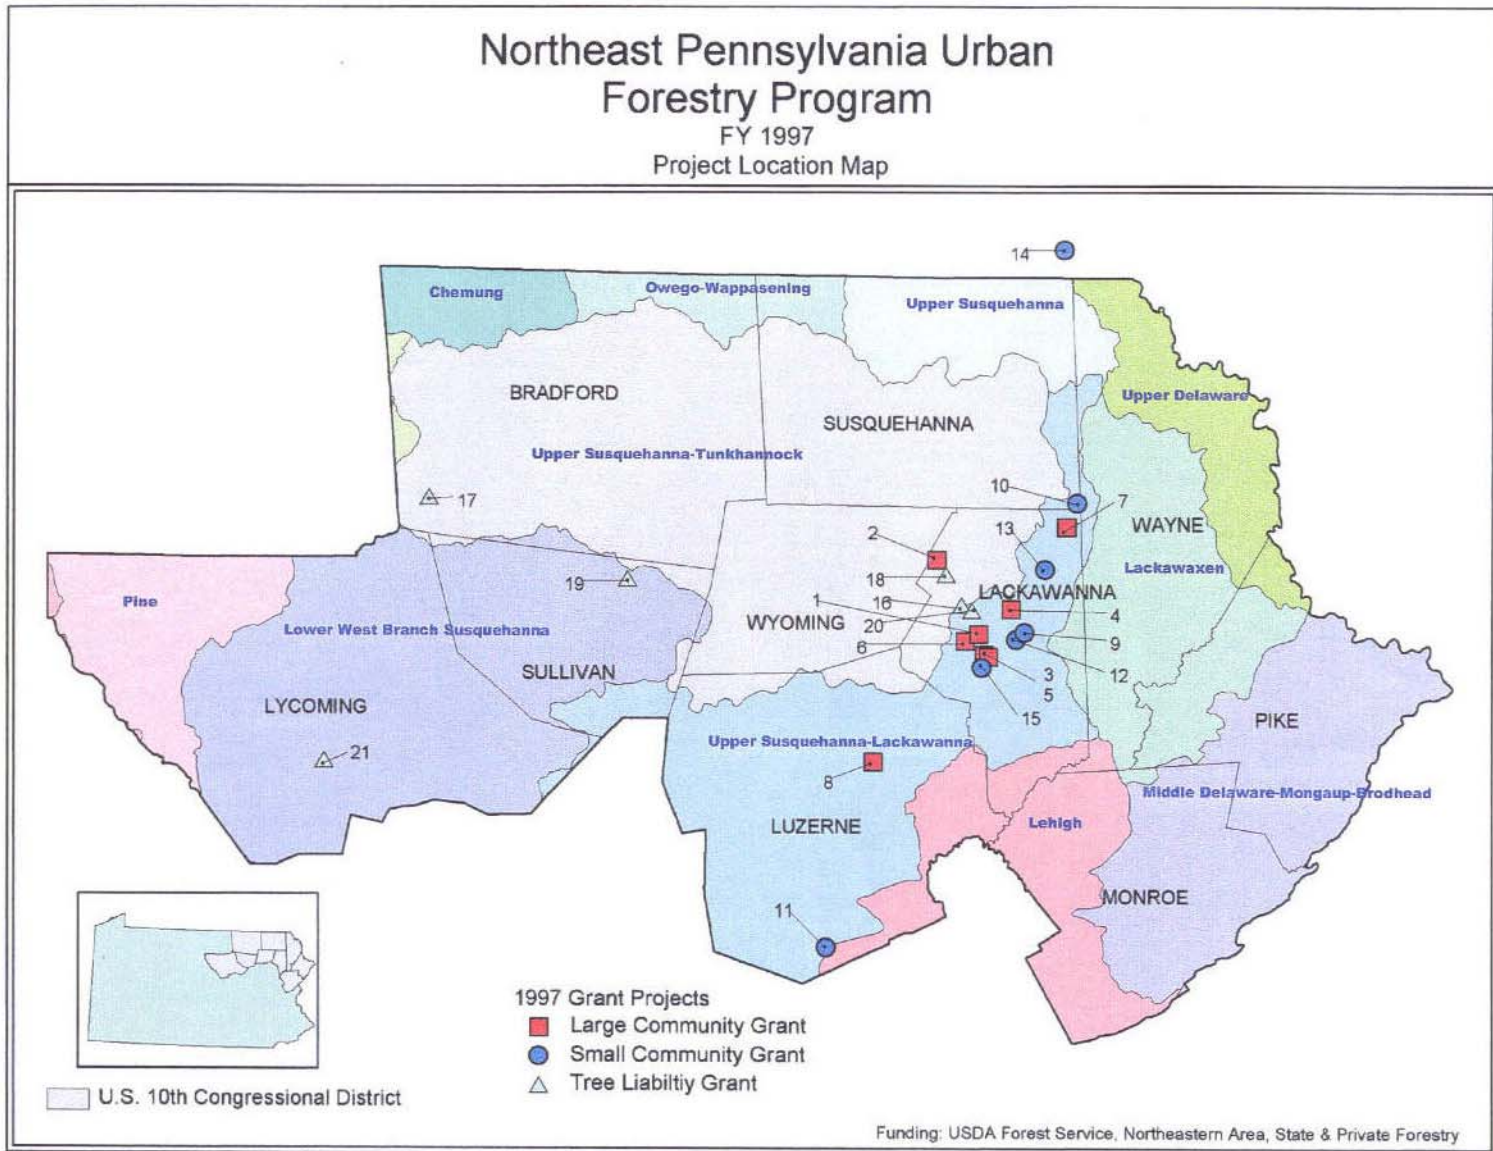 Northeast Pennsylvania Urban
Forestry Program
FY 1997
Project Location Map
14
Chemung
Owego-Wappasening
Upper Susquehanna
BRADFORD
Upper Delaware
SUSQUEHANNA
Upper Susquehanna-Tunkhannock
17
10
7
13
WAYNE
2
Lackawaxen
18
19
LACKAWANNA
Pine
1
16
4
WYOMING
20
Lower West Branch Susquehanna
6
9
SULLIVAN
3
12
5
LYCOMING
15
PIKE
Upper Susquehanna-Lackawanna
21
8
Middle Delaware-Mongaup-Brodhead
LUZERNE
Lehigh
MONROE
11
1997 Grant Projects
Large Community Grant
Small Community Grant
Tree Liabiltiy Grant
U.S. 10th Congressional District
Funding: USDA Forest Service, Northeastern Area, State & Private Forestry